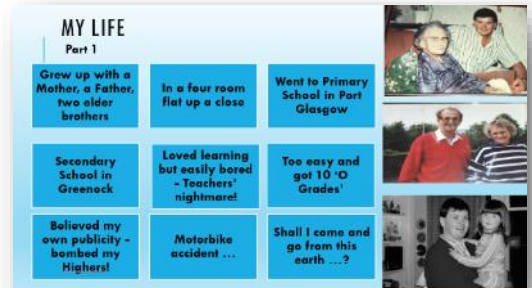 MY LIFE
Part 1
Grew up with a
Mother, a Father,
two elder
brothers
In a four room
flat up a close
Went to Primary
School in Port
Glasgow
Secondary
School in
Greenock
Loved learning
but easily bored
– Teachers'
nightmare!
Too easy and
got 10 'O
Grades'
Believed my
own publicity –
bombed my
Highers!
Motorbike
accident ...
Shall I come and
go from this
earth ...?